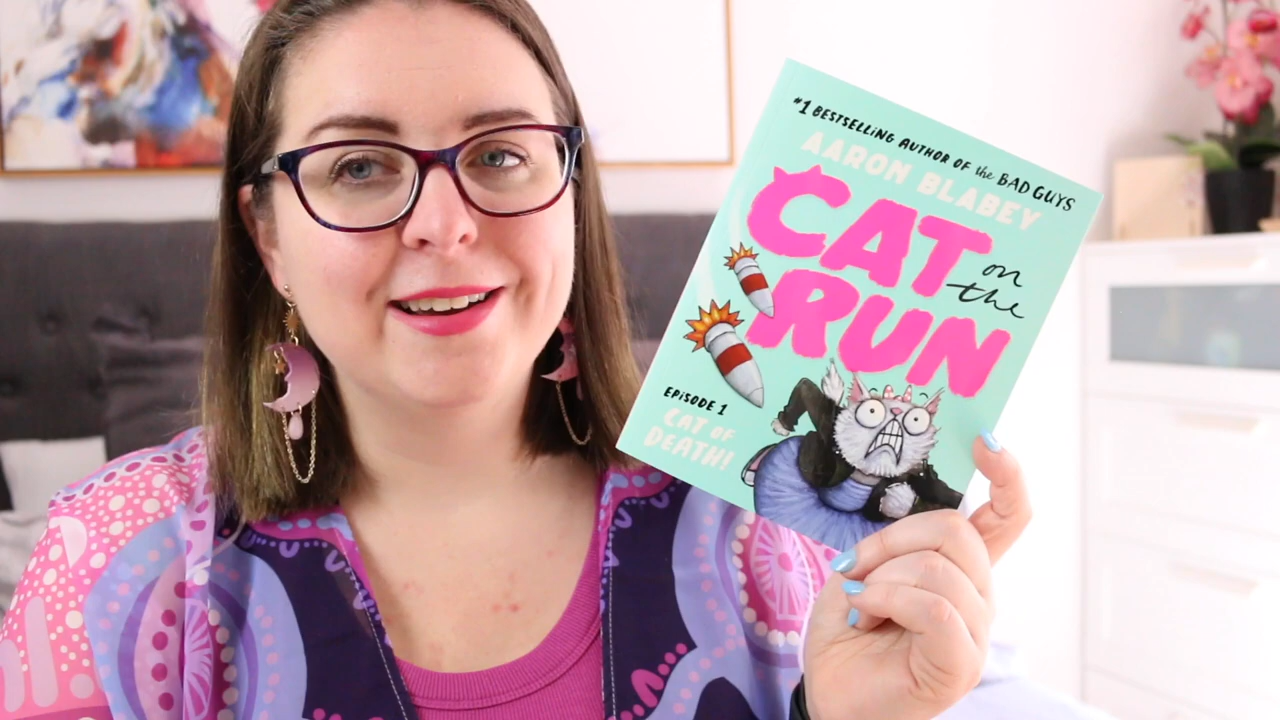 #1 BESTSELLING AUTHOR OF the BAD GUYS
AARON BLABEY
CAT on the
RUN
EPISODE 1
CAT OF
DEATH!